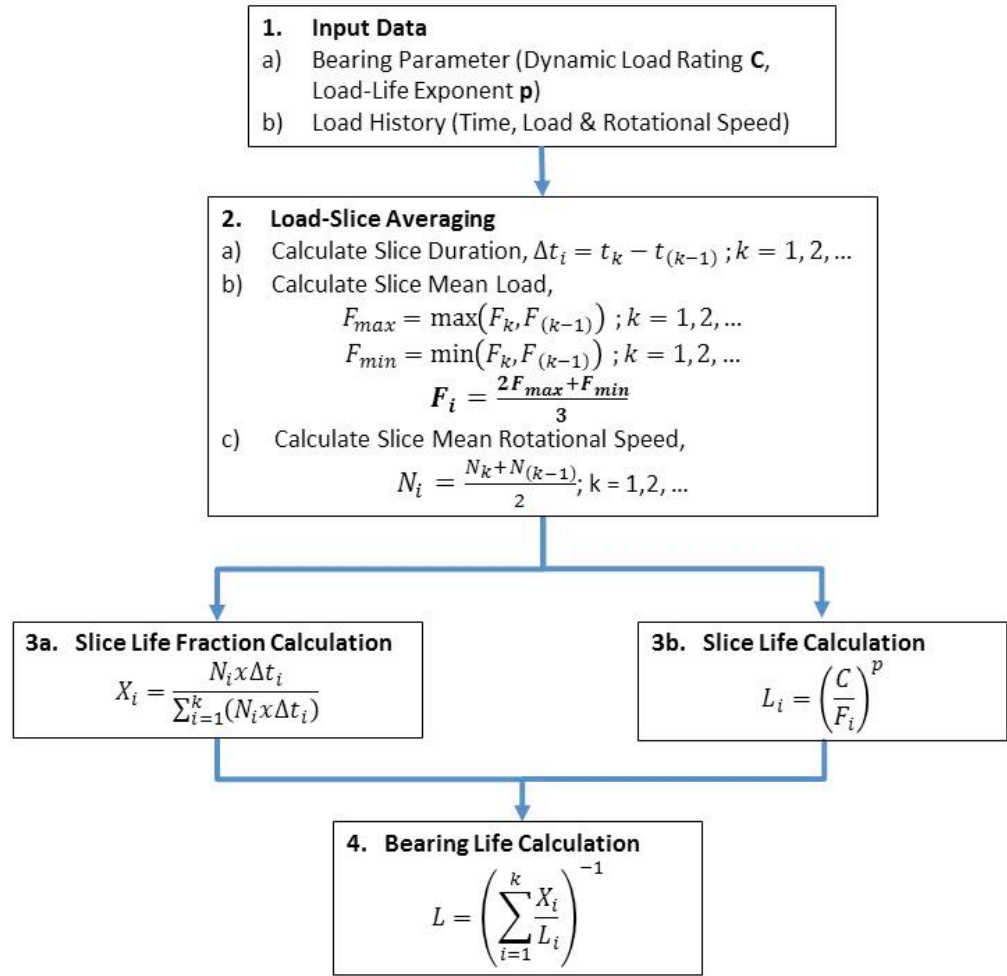 1. Input Data
a) Bearing Parameter (Dynamic Load Rating C,
Load-Life Exponent p)
b) Load History (Time, Load & Rotational Speed)
2. Load-Slice Averaging
a) Calculate Slice Duration, Δt_i = t_k − t_(k−1) ; k = 1, 2, …
b) Calculate Slice Mean Load,
F_max = max(F_k, F_(k−1)) ; k = 1, 2, …
F_min = min(F_k, F_(k−1)) ; k = 1, 2, …
F_i = (2F_max+F_min)/3
c) Calculate Slice Mean Rotational Speed,
N_i = (N_k+N_(k−1))/2; k = 1,2, …
3a. Slice Life Fraction Calculation
X_i = N_i x Δt_i / ∑_{i=1}^{k}(N_i x Δt_i)
3b. Slice Life Calculation
L_i = (C/F_i)^p
4. Bearing Life Calculation
L = (∑_{i=1}^{k} X_i/L_i)^−1